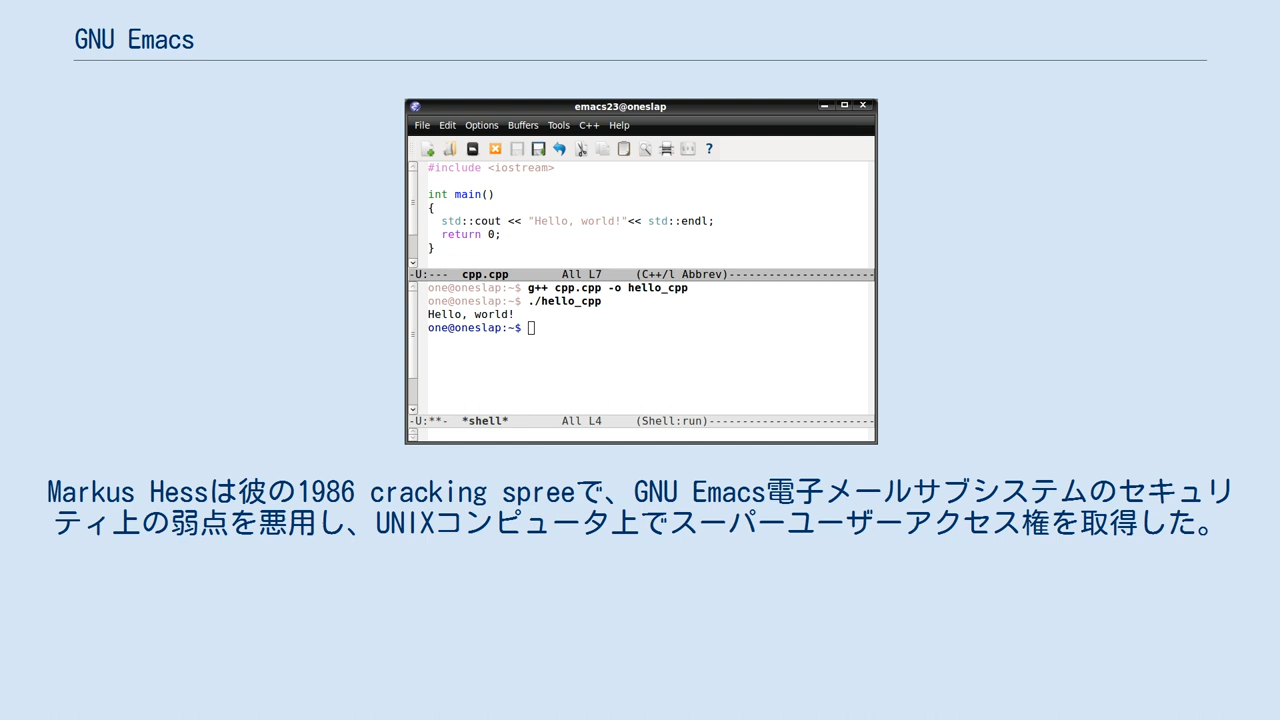 GNU Emacs
emacs23@oneslap
File Edit Options Buffers Tools C++ Help
#include <iostream>
int main()
{
  std::cout << "Hello, world!"<< std::endl;
  return 0;
}
-U:---  cpp.cpp        All L7     (C++/l Abbrev)----------------------
one@oneslap:~$ g++ cpp.cpp -o hello_cpp
one@oneslap:~$ ./hello_cpp
Hello, world!
one@oneslap:~$
-U:**-  *shell*        All L4     (Shell:run)-------------------------
Markus Hessは彼の1986 cracking spreeで、GNU Emacs電子メールサブシステムのセキュリ
ティ上の弱点を悪用し、UNIXコンピュータ上でスーパーユーザーアクセス権を取得した。